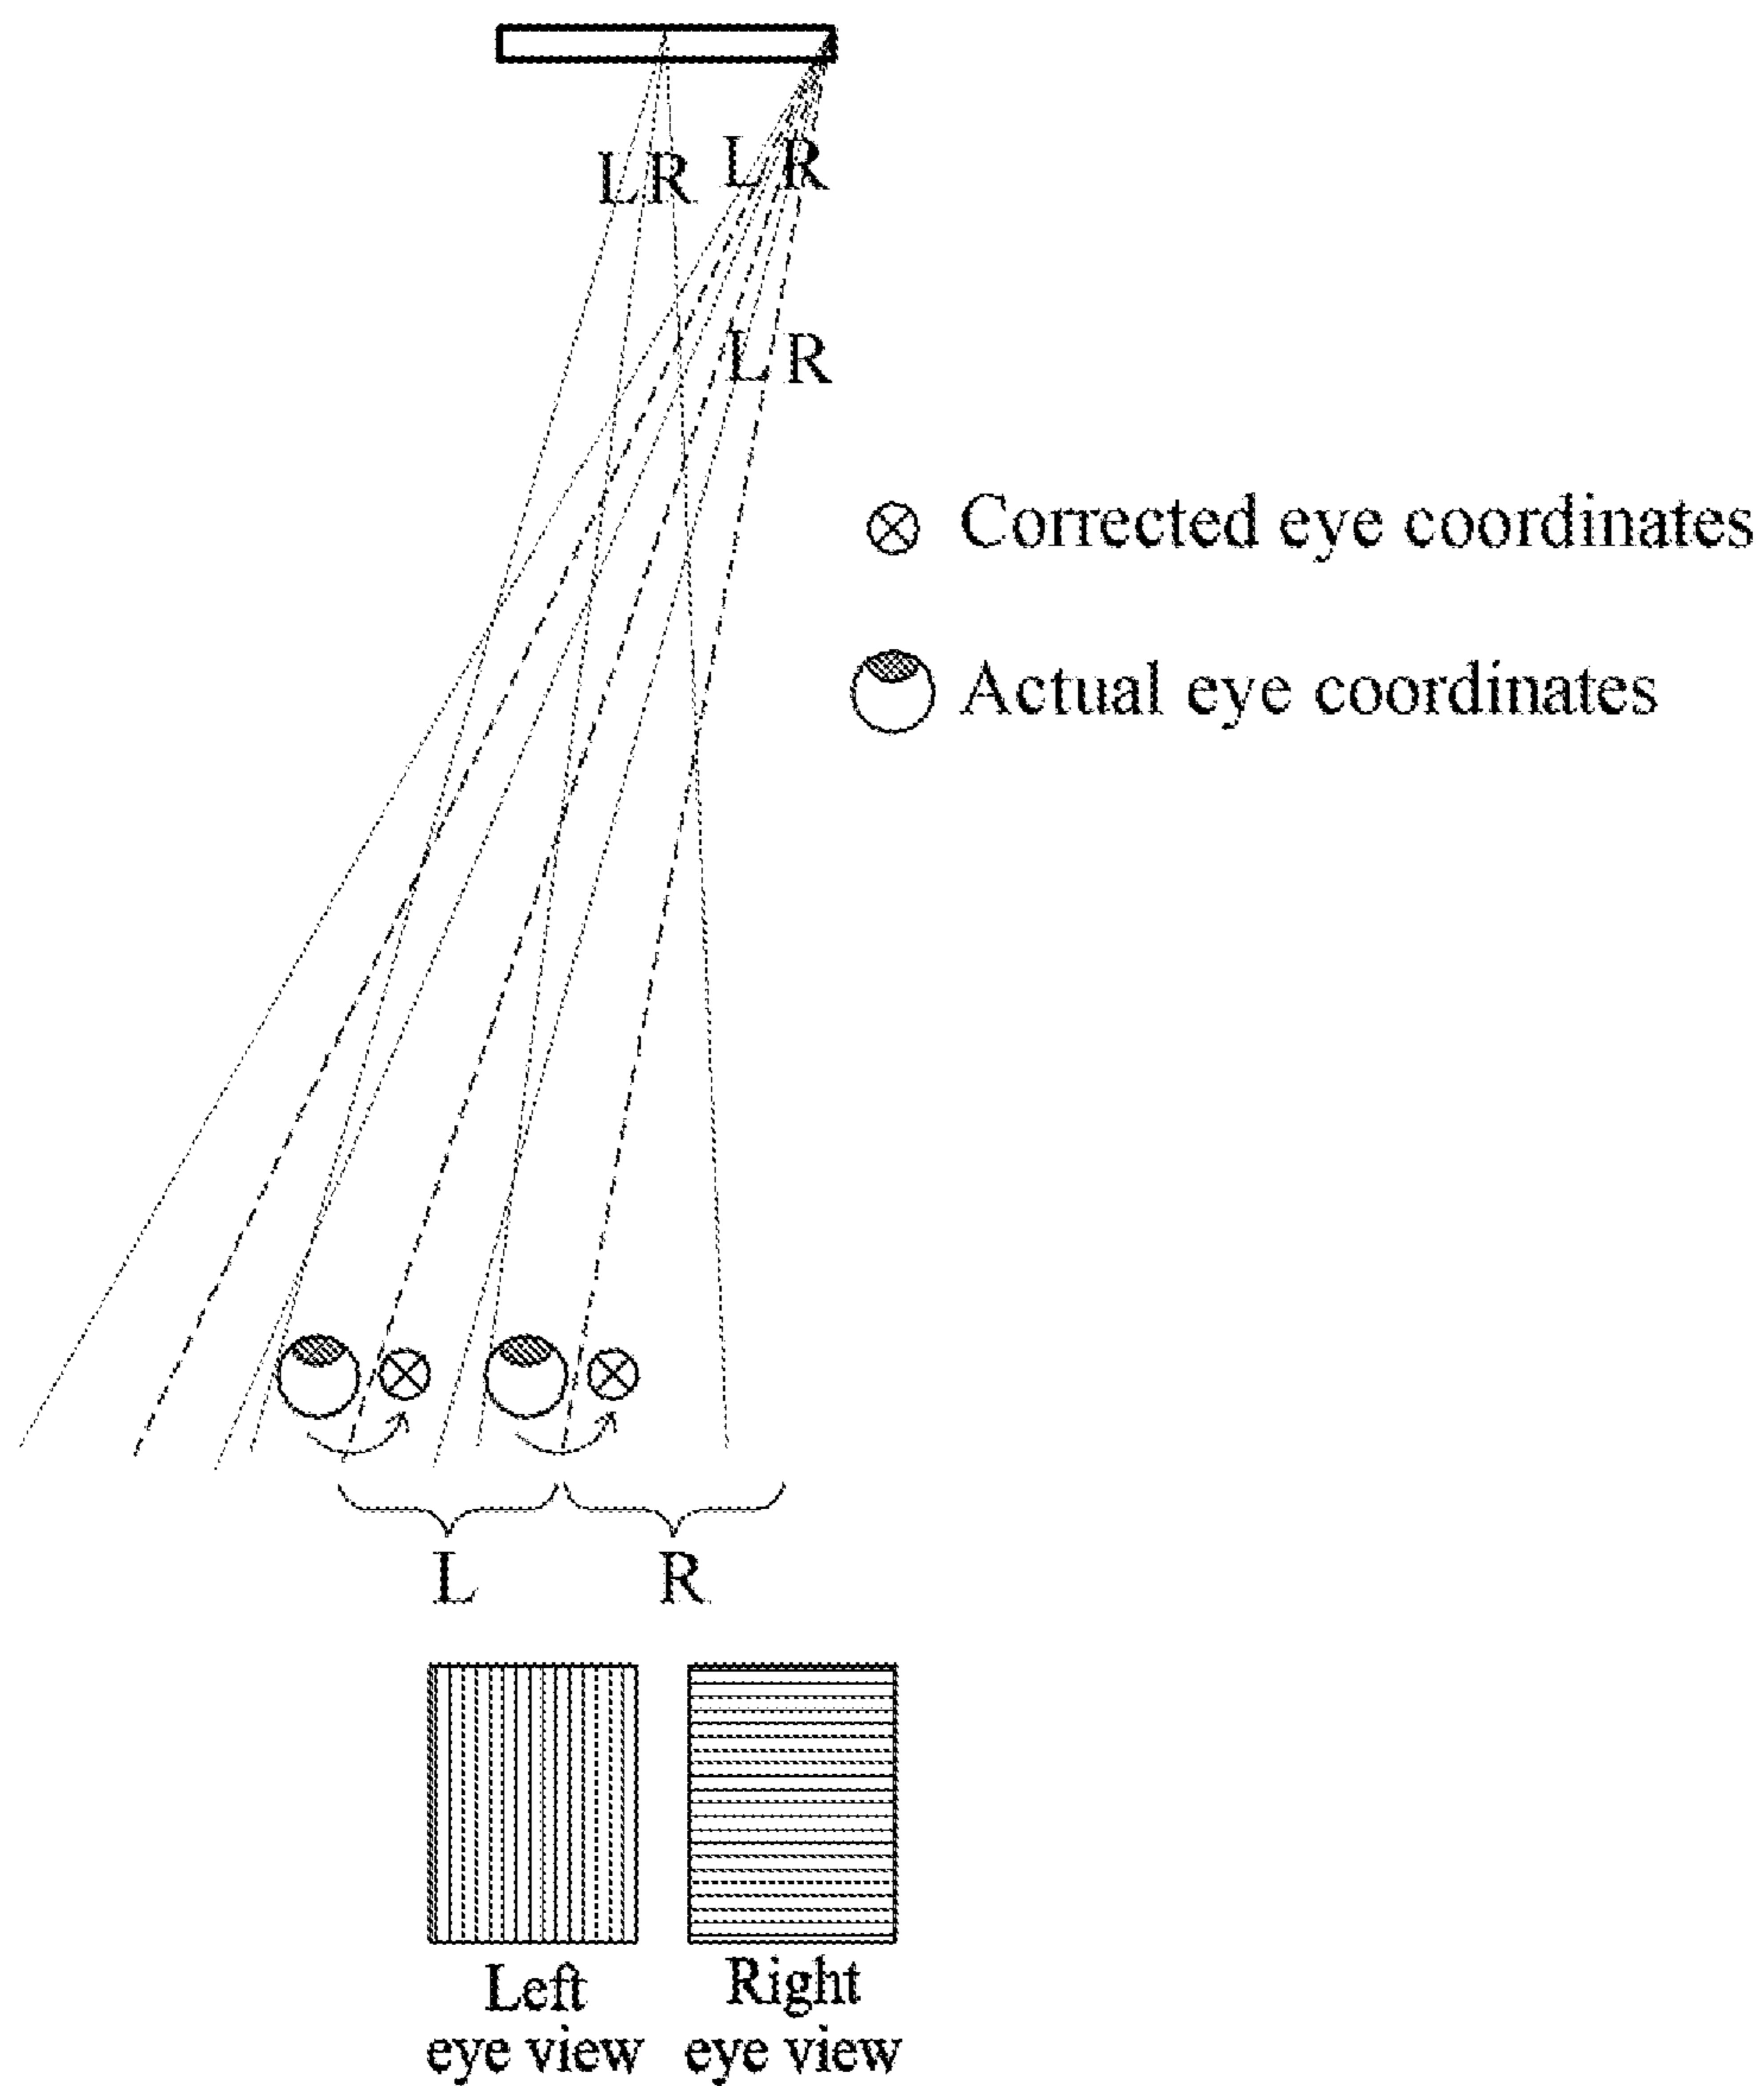 L R L R
L R
Corrected eye coordinates
Actual eye coordinates
L R
Left eye view
Right eye view